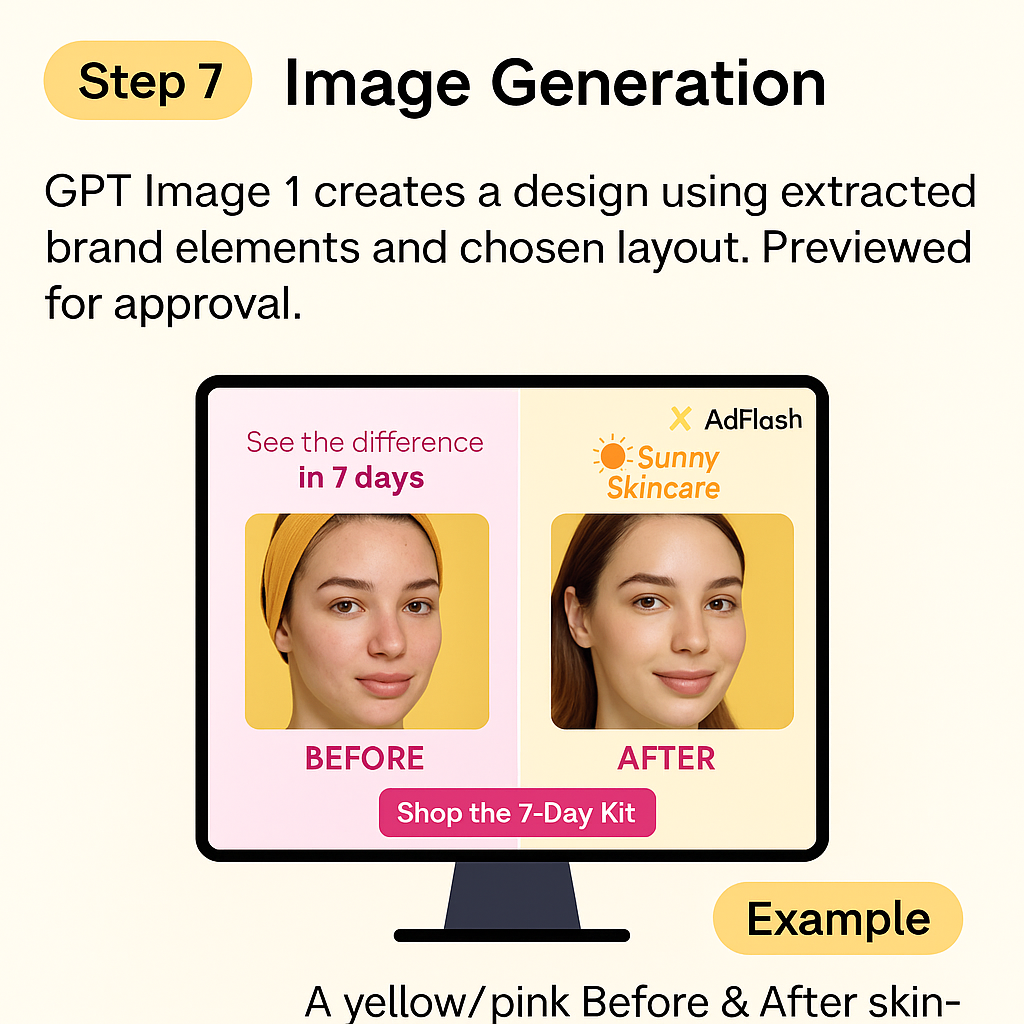 Step 7 Image Generation
GPT Image 1 creates a design using extracted
brand elements and chosen layout. Previewed
for approval.
AdFlash
See the difference
in 7 days
Sunny
Skincare
BEFORE
AFTER
Shop the 7-Day Kit
Example
A yellow/pink Before & After skin-